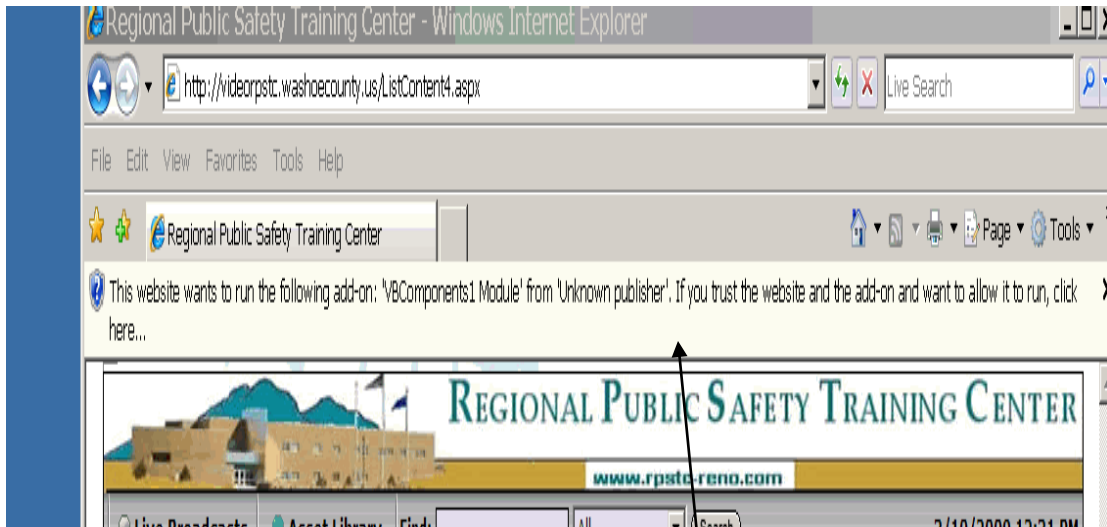 Regional Public Safety Training Center - Windows Internet Explorer
http://videorpstc.washoecounty.us/ListContent4.aspx
Live Search
File Edit View Favorites Tools Help
Regional Public Safety Training Center
Page Tools
This website wants to run the following add-on: 'VBComponents1 Module' from 'Unknown publisher'. If you trust the website and the add-on and want to allow it to run, click
here...
REGIONAL PUBLIC SAFETY TRAINING CENTER
www.rpstc-reno.com
Live Broadcasts Asset Library Find: All Search